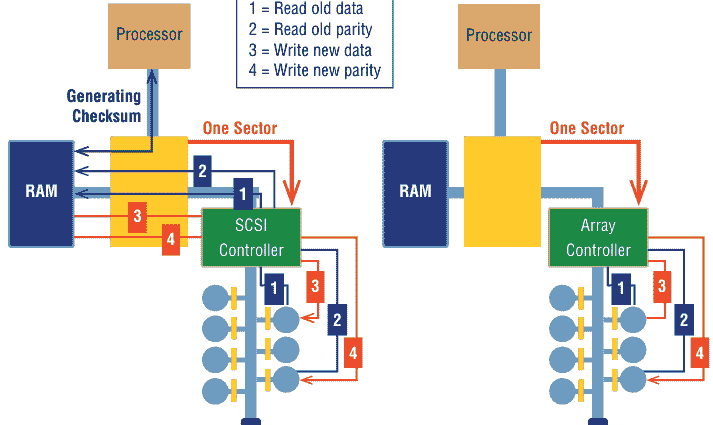 1 = Read old data
2 = Read old parity
3 = Write new data
4 = Write new parity
Processor
Generating
Checksum
One Sector
RAM
2
1
3
4
SCSI
Controller
1
3
2
4
Processor
One Sector
RAM
Array
Controller
1
3
2
4